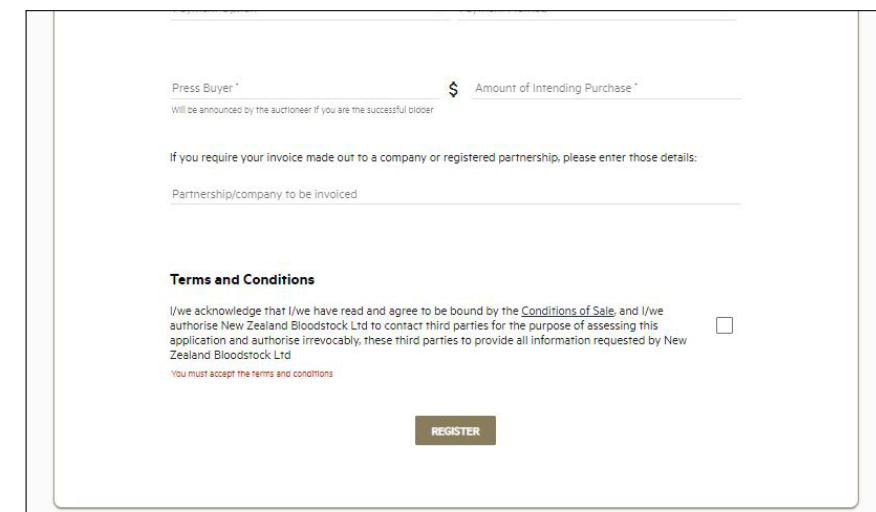 Press Buyer *
$ Amount of Intending Purchase *
Will be announced by the auctioneer if you are the successful bidder
If you require your invoice made out to a company or registered partnership, please enter those details:
Partnership/company to be invoiced
Terms and Conditions
I/we acknowledge that I/we have read and agree to be bound by the Conditions of Sale, and I/we
authorise New Zealand Bloodstock Ltd to contact third parties for the purpose of assessing this
application and authorise irrevocably, these third parties to provide all information requested by New
Zealand Bloodstock Ltd
You must accept the terms and conditions
REGISTER